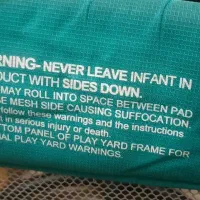 RNING- NEVER LEAVE INFANT IN
DUCT WITH SIDES DOWN.
MAY ROLL INTO SPACE BETWEEN PAD
E MESH SIDE CAUSING SUFFOCATION.
ollow these warnings and the instructions
t in serious injury or death.
TTOM PANEL OF PLAY YARD FRAME FOR
NAL PLAY YARD WARNINGS.